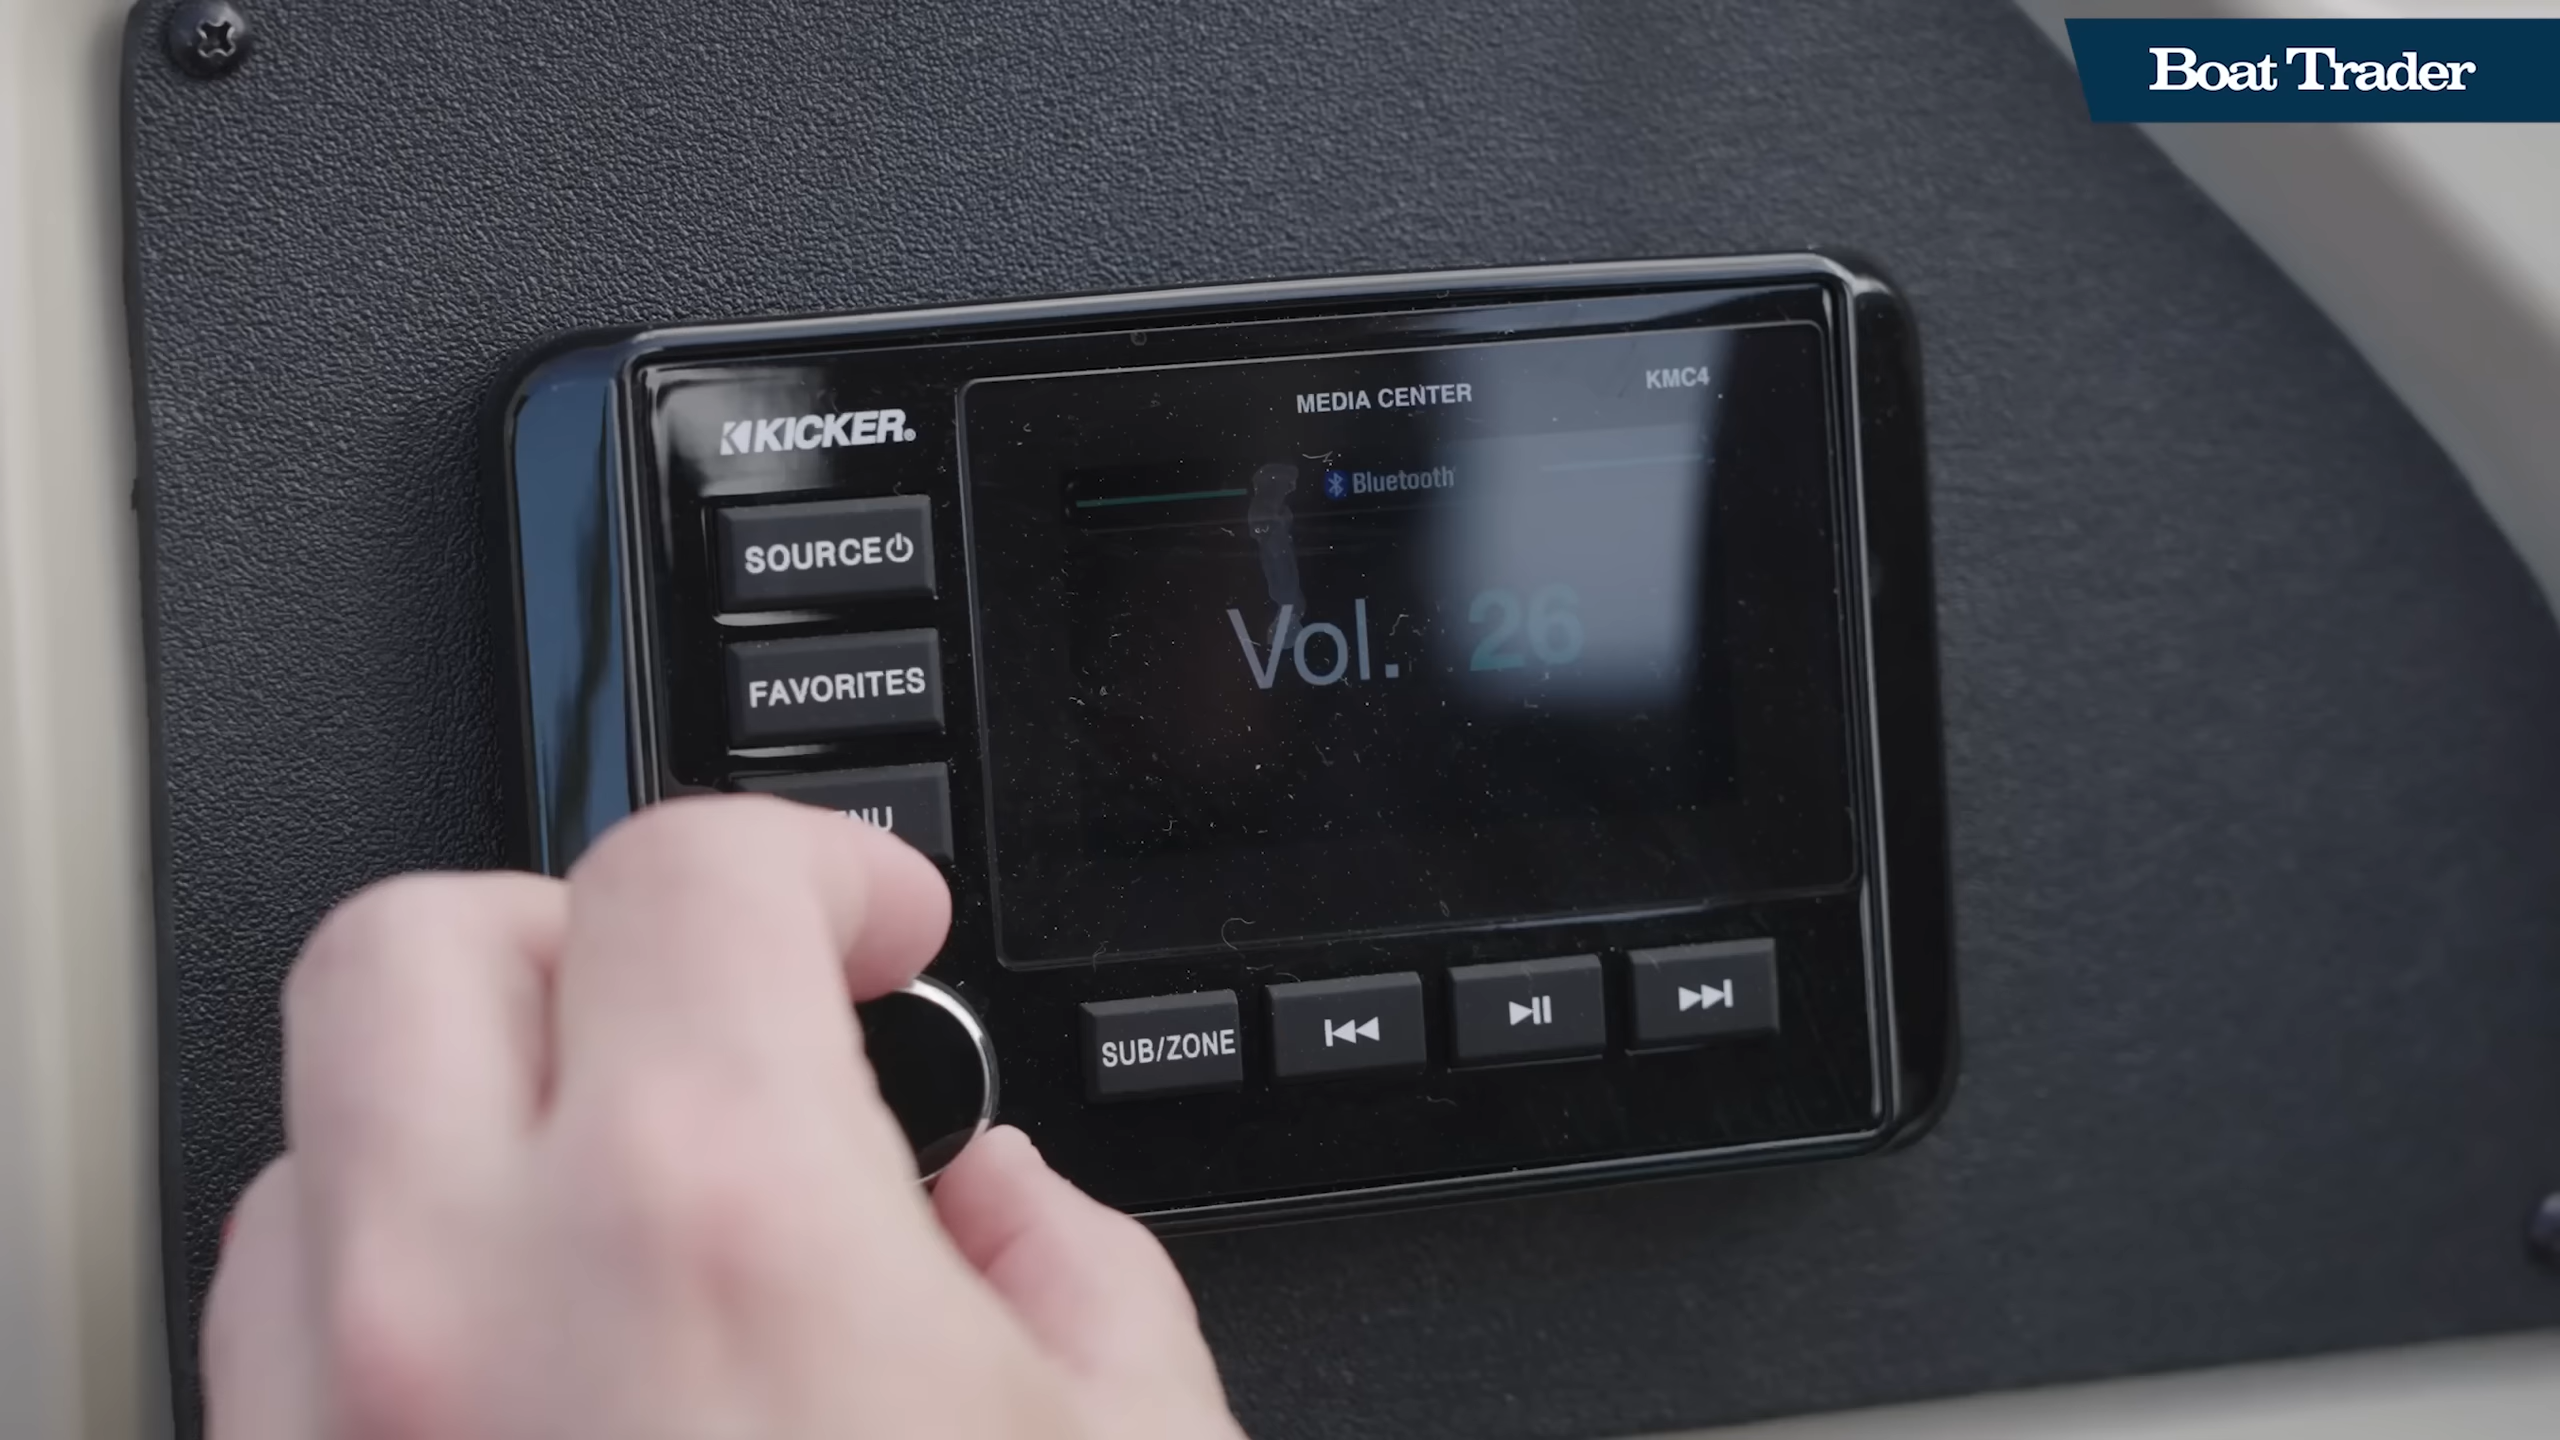 Boat Trader
KICKER®
MEDIA CENTER
KMC4
Bluetooth
SOURCE
Vol. 26
FAVORITES
SUB/ZONE